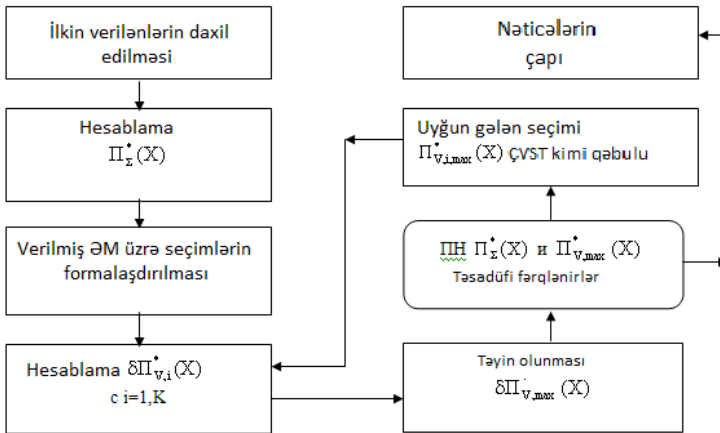 İlkin verilənlərin daxil
edilməsi
Hesablama
Π*Σ(X)
Verilmiş ƏM üzrə seçimlərin
formalaşdırılması
Hesablama δΠ*V,i(X)
c i=1,K
Nəticələrin
çapı
Uyğun gələn seçimi
Π*V,i,max(X) ÇVST kimi qəbulu
ПН Π*Σ(X) и Π*V,max(X)
Təsadüfi fərqlənirlər
Təyin olunması
δΠ*V,max(X)